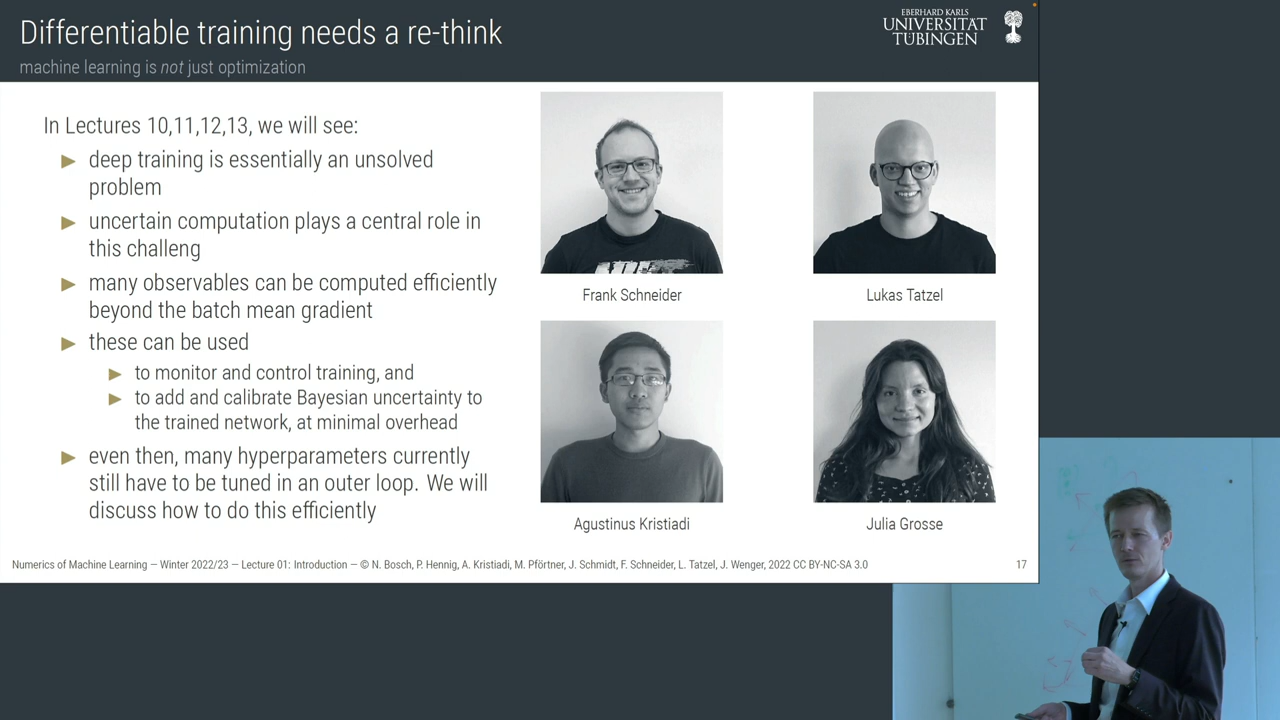 Differentiable training needs a re-think
machine learning is not just optimization
EBERHARD KARLS
UNIVERSITÄT
TÜBINGEN
In Lectures 10,11,12,13, we will see:
deep training is essentially an unsolved
problem
uncertain computation plays a central role in
this challeng
many observables can be computed efficiently
beyond the batch mean gradient
these can be used
to monitor and control training, and
to add and calibrate Bayesian uncertainty to
the trained network, at minimal overhead
even then, many hyperparameters currently
still have to be tuned in an outer loop. We will
discuss how to do this efficiently
Frank Schneider
Lukas Tatzel
Agustinus Kristiadi
Julia Grosse
Numerics of Machine Learning — Winter 2022/23 — Lecture 01: Introduction — © N. Bosch, P. Hennig, A. Kristiadi, M. Pförtner, J. Schmidt, F. Schneider, L. Tatzel, J. Wenger, 2022 CC BY-NC-SA 3.0
17